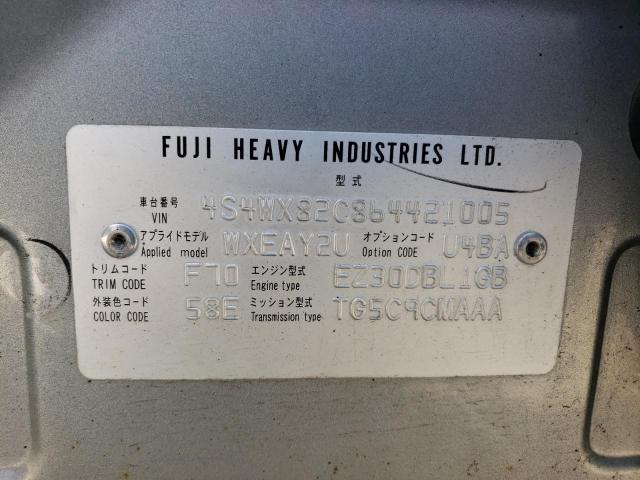 FUJI HEAVY INDUSTRIES LTD.
型式
車台番号 VIN 4S4WX82C864421005
アプライドモデル Applied model WXEAY2U オプションコード Option CODE U4BA
トリムコード TRIM CODE F70 エンジン型式 Engine type EZ30DBL1GB
外装色コード COLOR CODE 58E ミッション型式 Transmission type TG5C9CMAAA